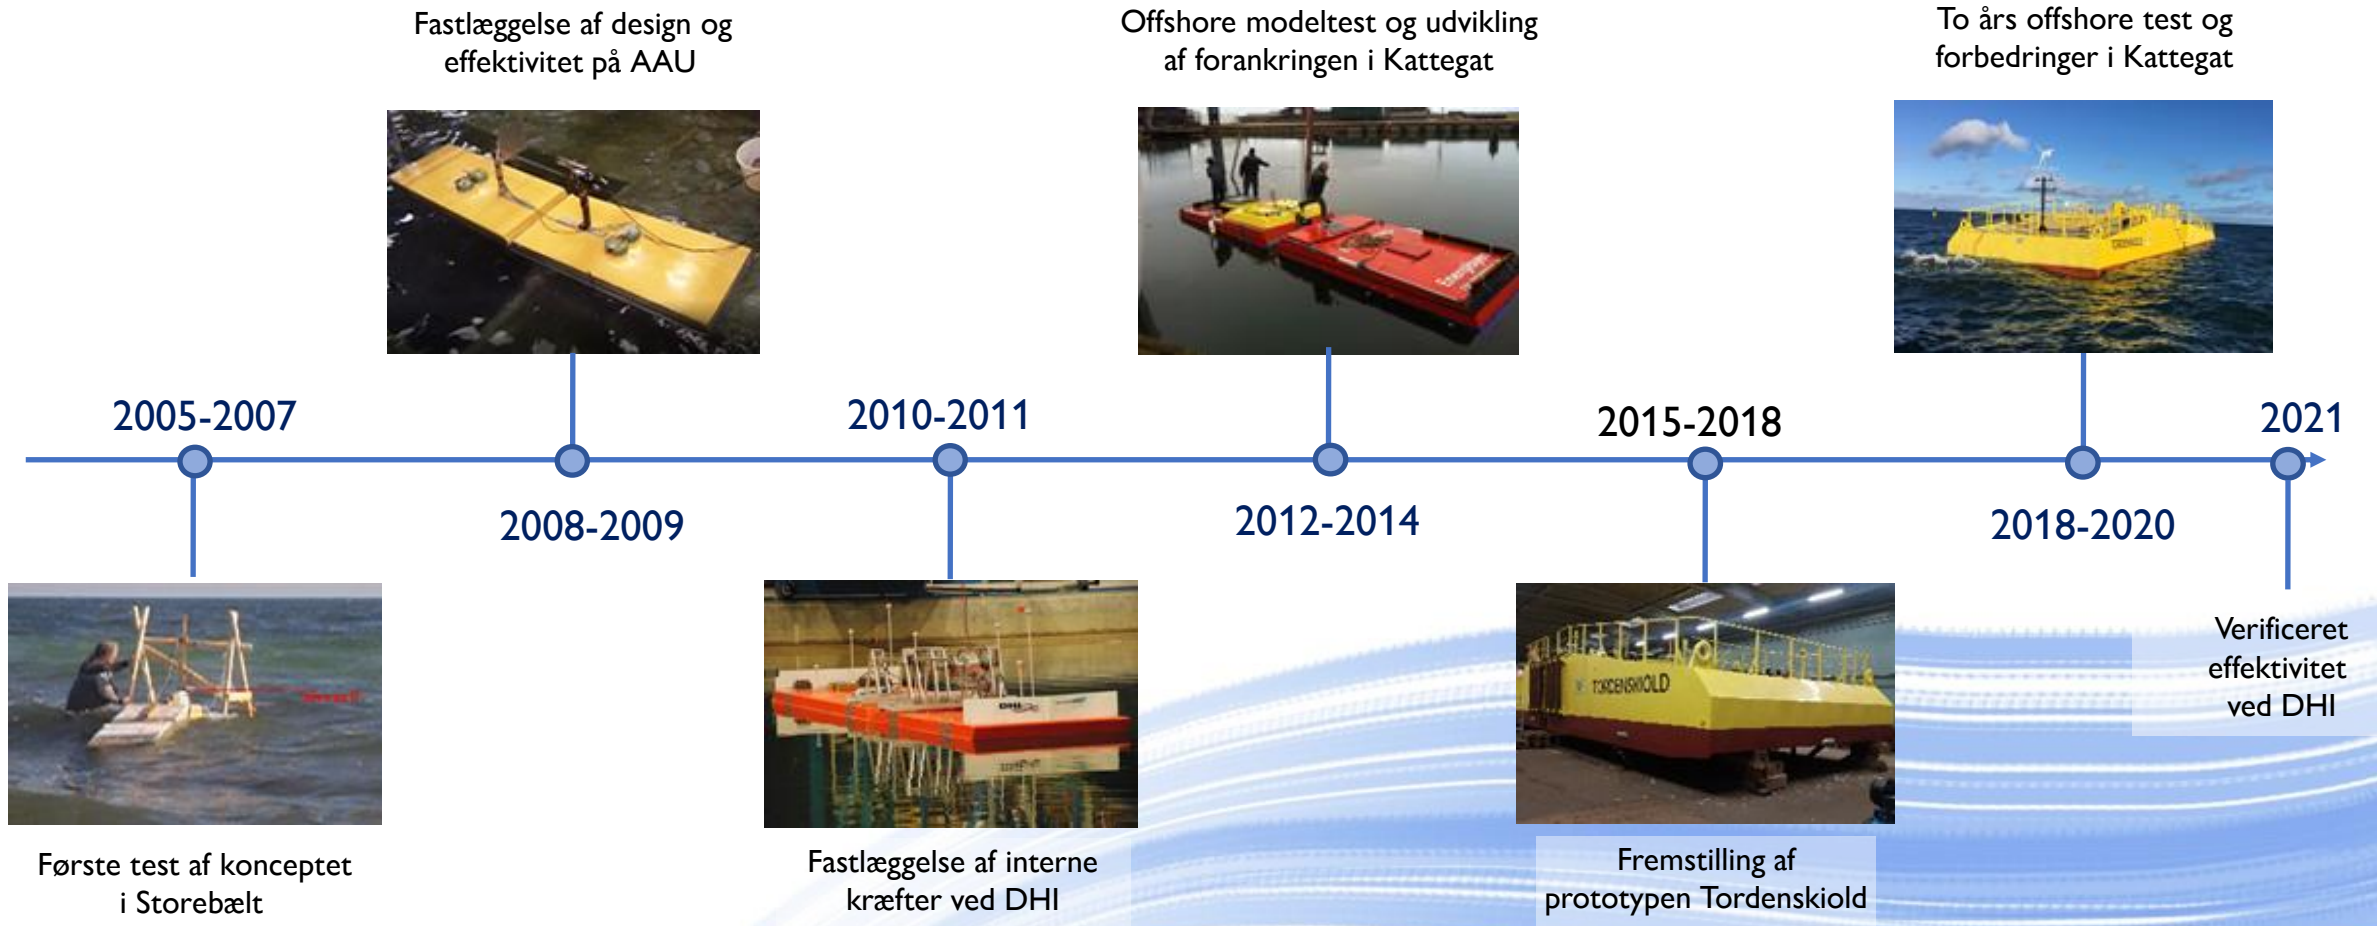 Fastlæggelse af design og
effektivitet på AAU
Offshore modeltest og udvikling
af forankringen i Kattegat
To års offshore test og
forbedringer i Kattegat
2005-2007
2010-2011
2015-2018
2021
2008-2009
2012-2014
2018-2020
DHI
TORDENSKIOLD
Verificeret
effektivitet
ved DHI
Første test af konceptet
i Storebælt
Fastlæggelse af interne
kræfter ved DHI
Fremstilling af
prototypen Tordenskiold